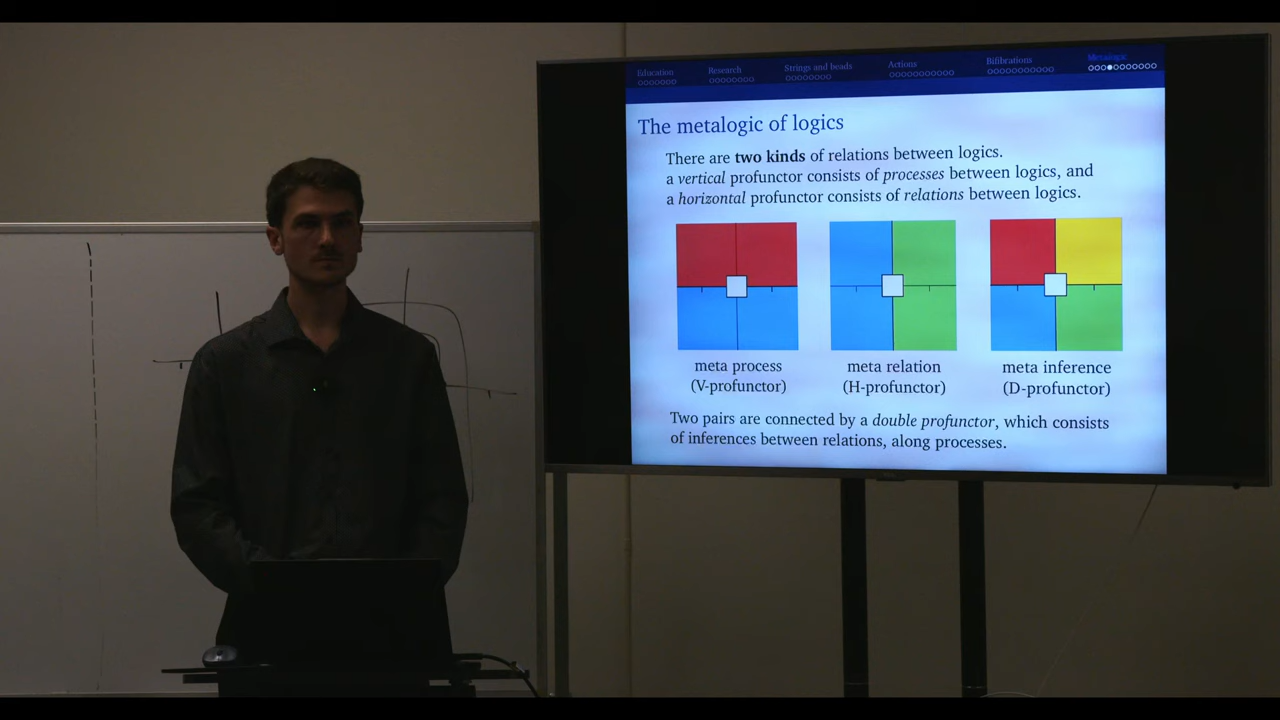 Education
Research
Strings and beads
Actions
Bifibrations
Metalogic
The metalogic of logics
There are two kinds of relations between logics.
a vertical profunctor consists of processes between logics, and
a horizontal profunctor consists of relations between logics.
meta process
(V-profunctor)
meta relation
(H-profunctor)
meta inference
(D-profunctor)
Two pairs are connected by a double profunctor, which consists
of inferences between relations, along processes.